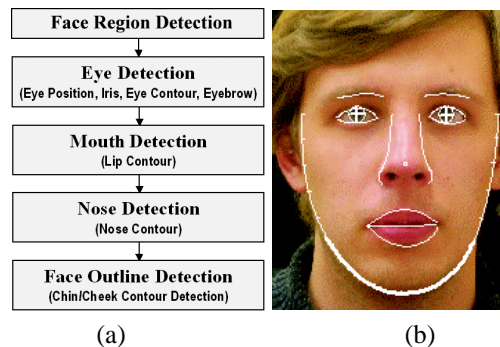 Face Region Detection
Eye Detection
(Eye Position, Iris, Eye Contour, Eyebrow)
Mouth Detection
(Lip Contour)
Nose Detection
(Nose Contour)
Face Outline Detection
(Chin/Cheek Contour Detection)
(a)
(b)